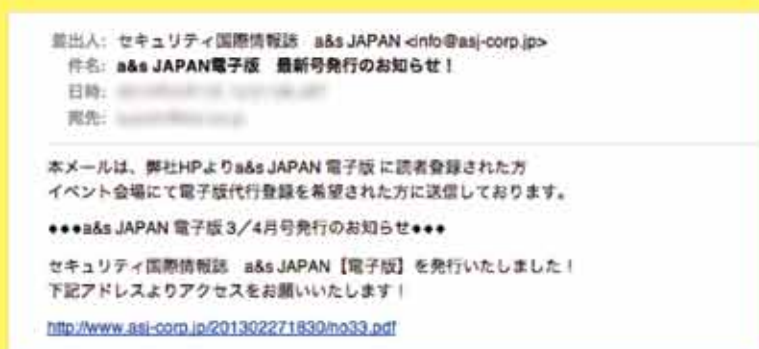 差出人: セキュリティ国際情報誌　a&s JAPAN <info@asj-corp.jp>
件名: a&s JAPAN電子版　最新号発行のお知らせ！
日時:
宛先:
本メールは、弊社HPよりa&s JAPAN 電子版 に読者登録された方
イベント会場にて電子版代行登録を希望された方に送信しております。
●●●a&s JAPAN 電子版 3／4月号発行のお知らせ●●●
セキュリティ国際情報誌　a&s JAPAN【電子版】を発行いたしました！
下記アドレスよりアクセスをお願いいたします！
http://www.asj-corp.jp/201302271830/no33.pdf